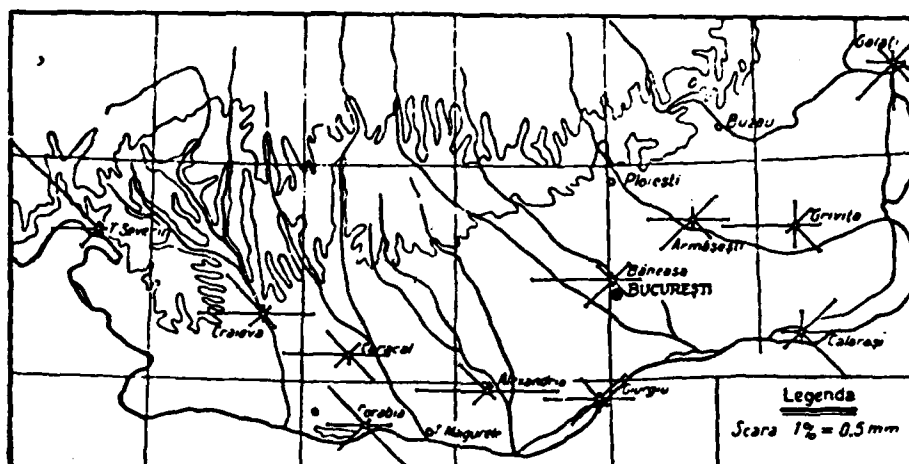 Galați
Buzău
Ploiești
T Severin
Armășești
Grivița
Băneasa
BUCUREȘTI
Craiova
Caracal
Călărași
Alexandria
Giurgiu
Corabia
T Magurele
Legenda
Scara 1% = 0.5 mm